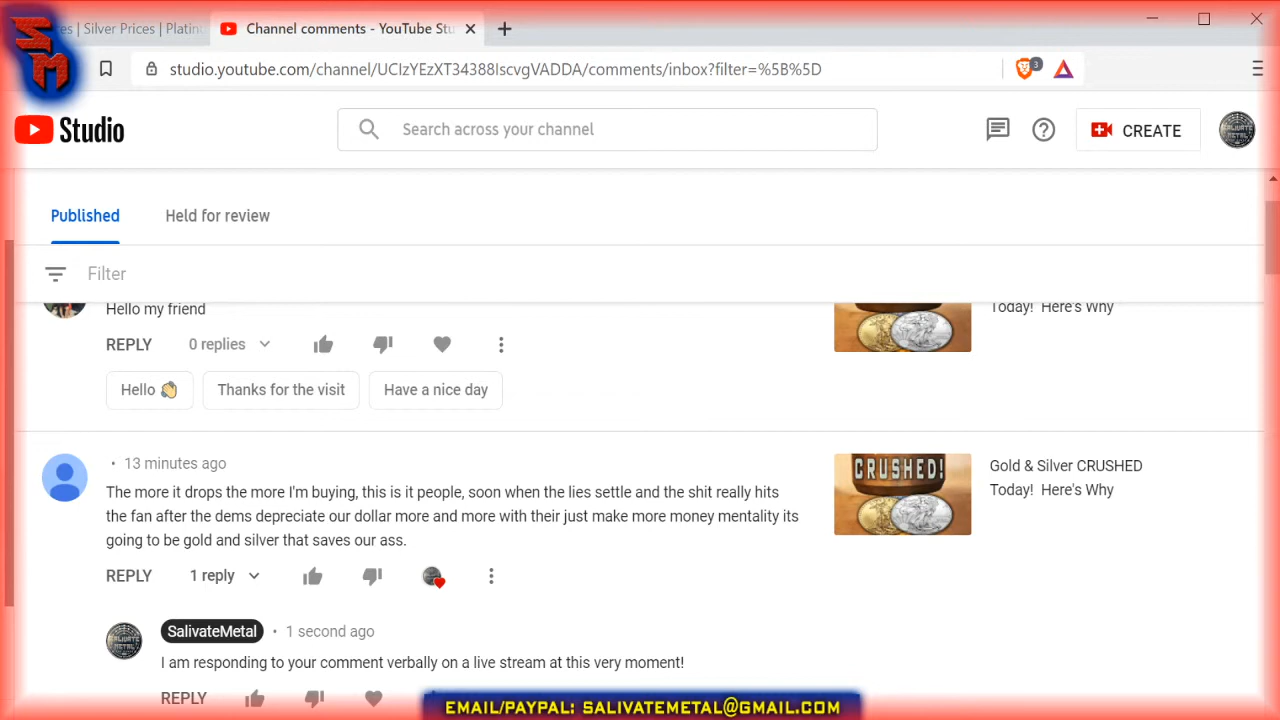 SM
es | Silver Prices | Platin
Channel comments - YouTube Stu
studio.youtube.com/channel/UCIzYEzXT34388lscvgVADDA/comments/inbox?filter=%5B%5D
3
Studio
Search across your channel
CREATE
Published
Held for review
Filter
Hello my friend
REPLY 0 replies
Hello
Thanks for the visit
Have a nice day
Today! Here's Why
• 13 minutes ago
The more it drops the more I'm buying, this is it people, soon when the lies settle and the shit really hits
the fan after the dems depreciate our dollar more and more with their just make more money mentality its
going to be gold and silver that saves our ass.
REPLY 1 reply
CRUSHED!
Gold & Silver CRUSHED
Today! Here's Why
SALIVATE METAL
SalivateMetal • 1 second ago
I am responding to your comment verbally on a live stream at this very moment!
REPLY
EMAIL/PAYPAL: SALIVATEMETAL@GMAIL.COM